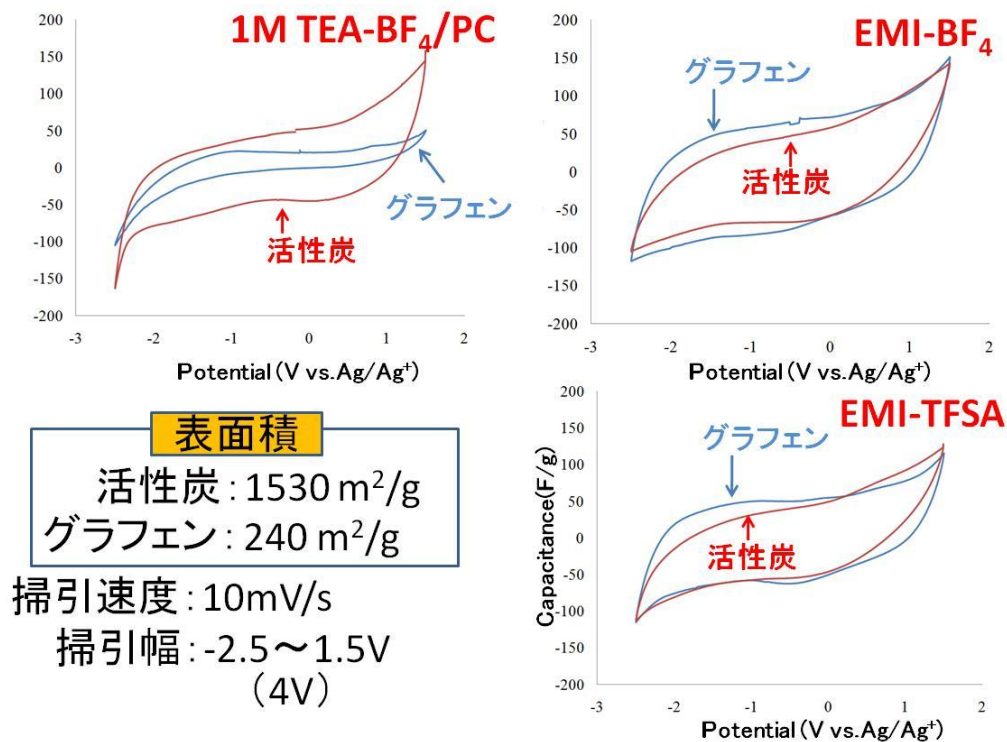 1M TEA-BF₄/PC
200
150
100
50
0
-50
-100
-150
-200
グラフェン
活性炭
-3 -2 -1 0 1 2
Potential(V vs.Ag/Ag⁺)
EMI-BF₄
200
150
100
50
0
-50
-100
-150
-200
グラフェン
活性炭
-3 -2 -1 0 1 2
Potential(V vs.Ag/Ag⁺)
表面積
活性炭:1530 m²/g
グラフェン:240 m²/g
掃引速度:10mV/s
掃引幅:-2.5~1.5V
(4V)
EMI-TFSA
Capacitance(F/g)
200
150
100
50
0
-50
-100
-150
-200
グラフェン
活性炭
-3 -2 -1 0 1 2
Potential(V vs.Ag/Ag⁺)